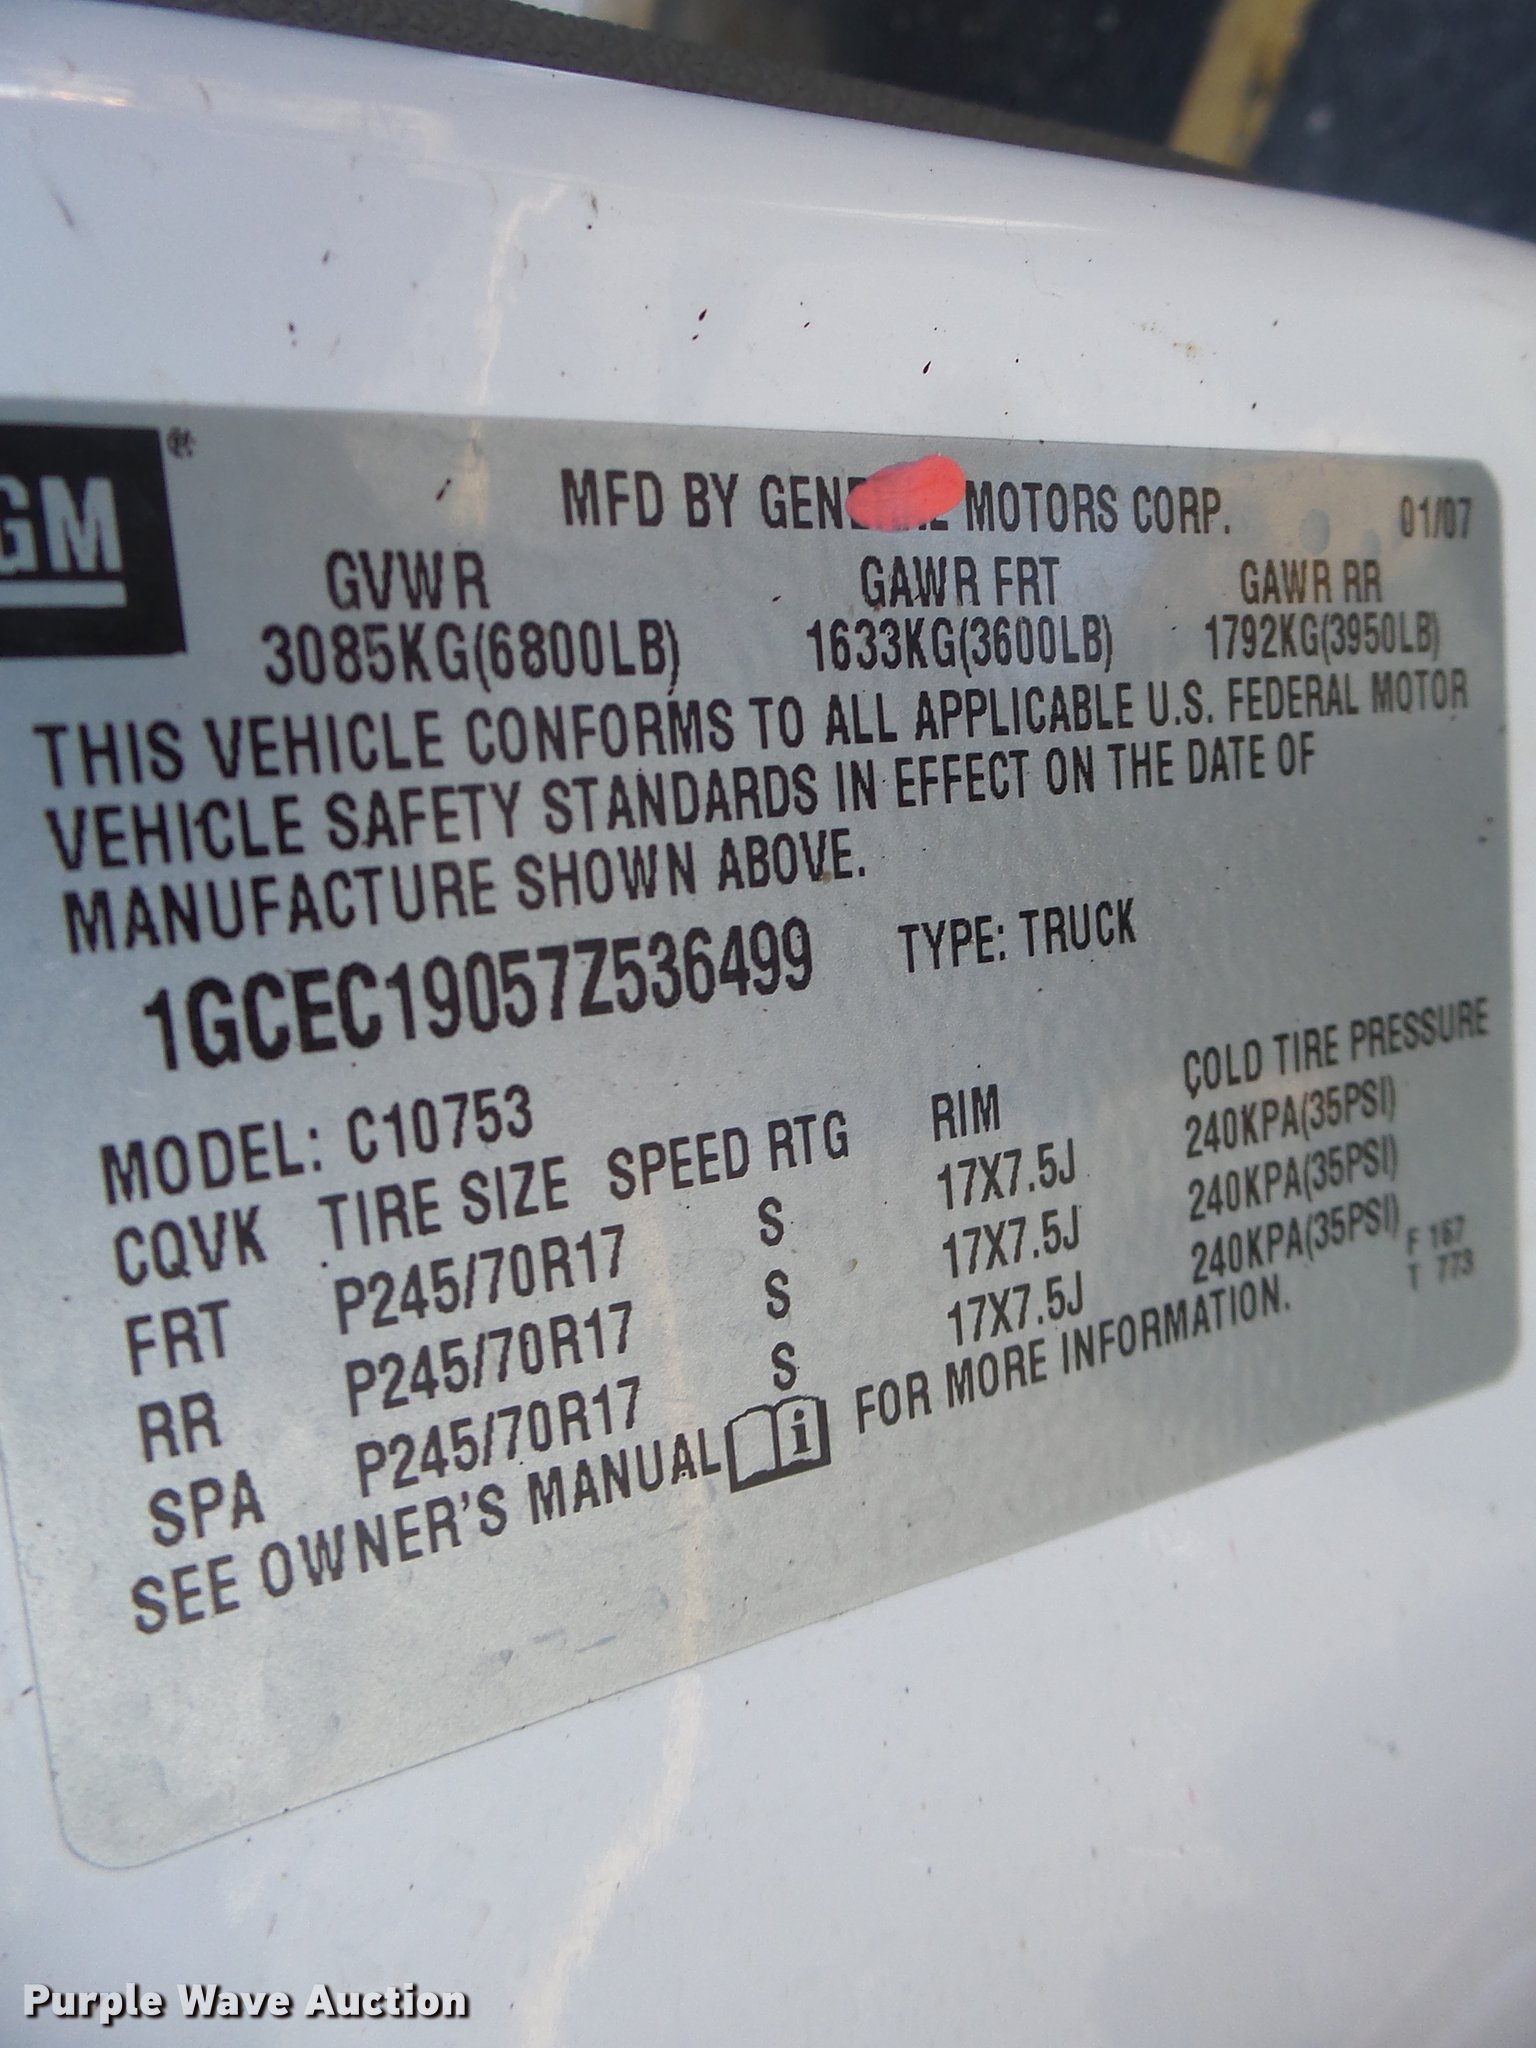 GM®
MFD BY GENERAL MOTORS CORP. 01/07
GVWR GAWR FRT GAWR RR
3085KG(6800LB) 1633KG(3600LB) 1792KG(3950LB)
THIS VEHICLE CONFORMS TO ALL APPLICABLE U.S. FEDERAL MOTOR
VEHICLE SAFETY STANDARDS IN EFFECT ON THE DATE OF
MANUFACTURE SHOWN ABOVE.
1GCEC19057Z536499 TYPE: TRUCK
MODEL: C10753
CQVK TIRE SIZE SPEED RTG RIM COLD TIRE PRESSURE
FRT P245/70R17 S 17X7.5J 240KPA(35PSI)
RR P245/70R17 S 17X7.5J 240KPA(35PSI)
SPA P245/70R17 S 17X7.5J 240KPA(35PSI)
SEE OWNER'S MANUAL i FOR MORE INFORMATION.
F 167
T 773
Purple Wave Auction